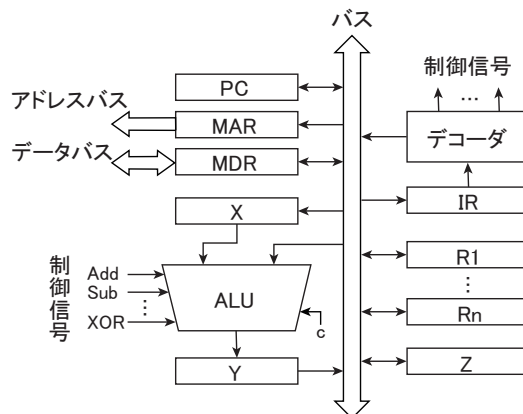 バス
制御信号
…
PC
アドレスバス
MAR
デコーダ
データバス
MDR
IR
X
R1
制御信号
Add
Sub
⋮
XOR
ALU
c
⋮
Rn
Y
Z